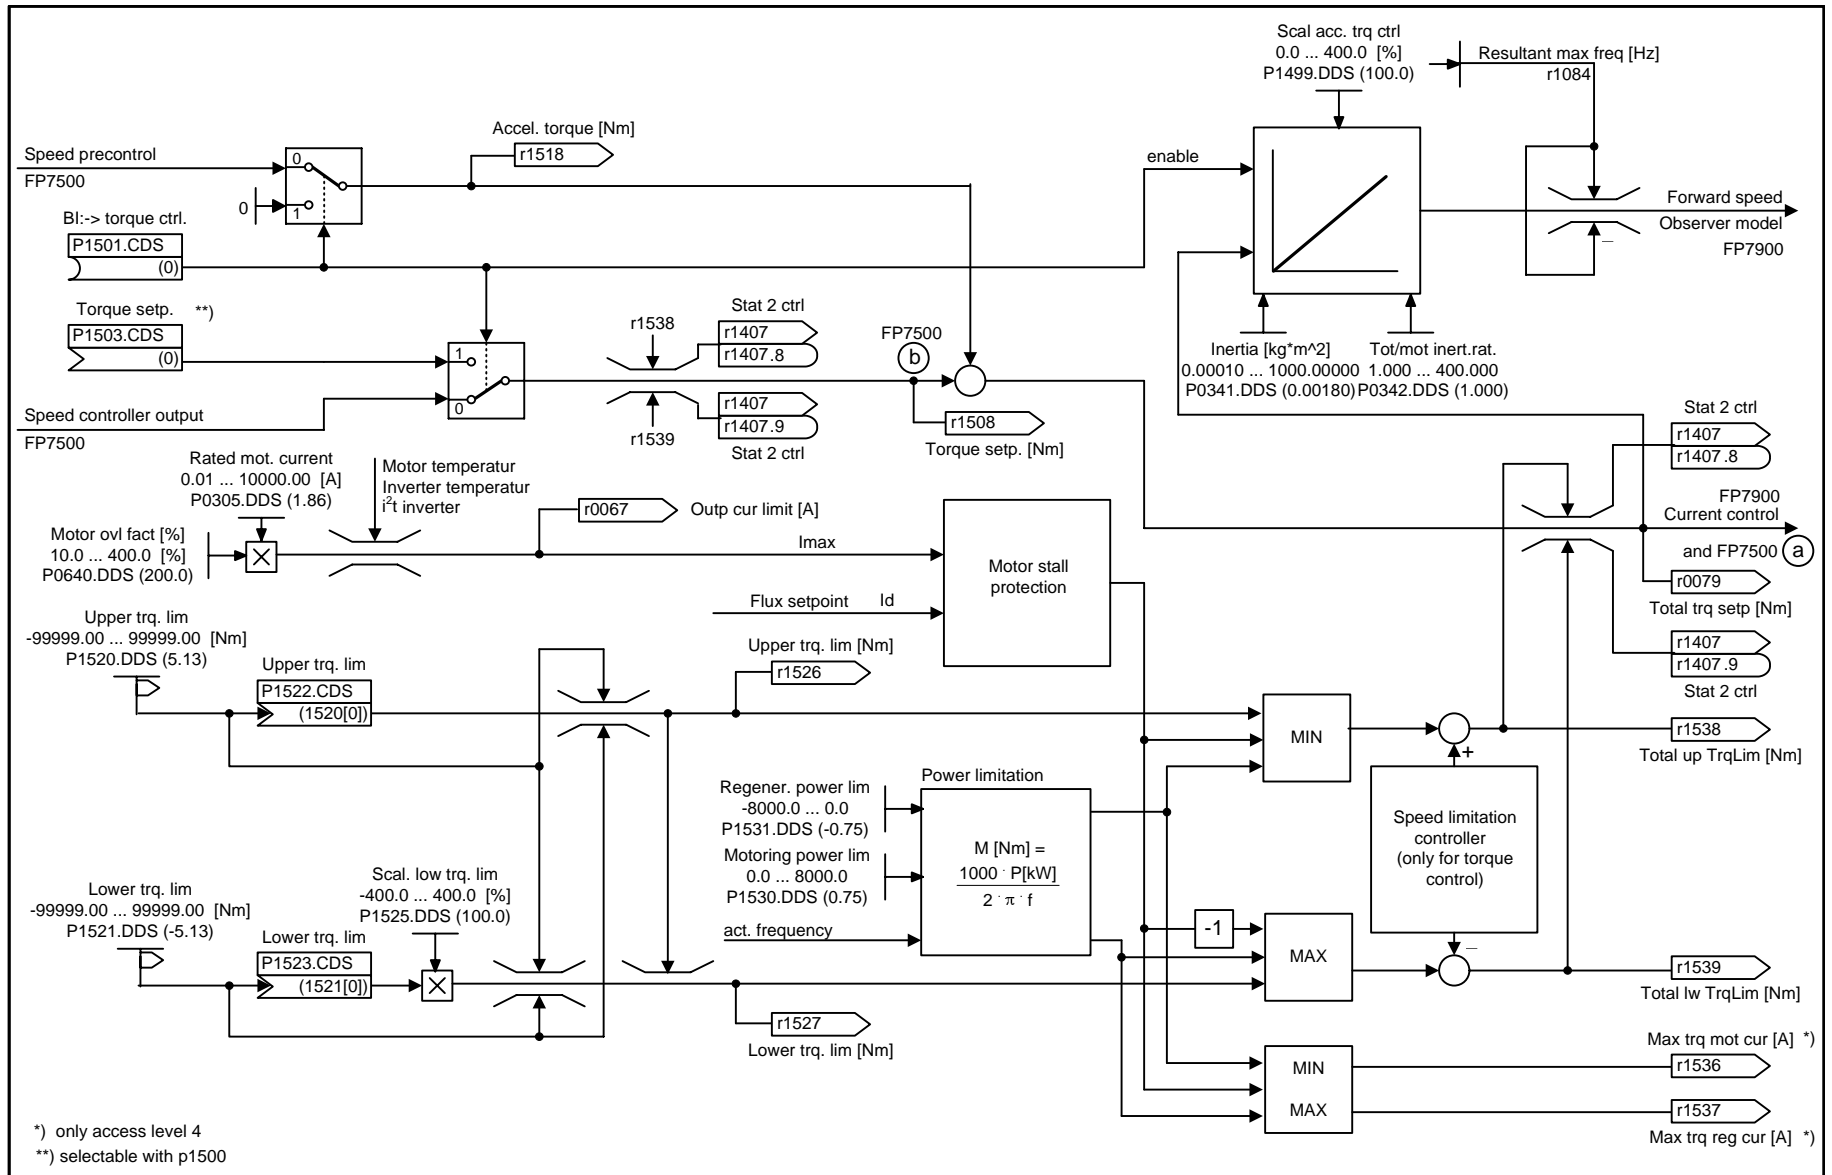 Scal acc. trq ctrl
0.0 ... 400.0 [%]
P1499.DDS (100.0)
Resultant max freq [Hz]
r1084
Accel. torque [Nm]
r1518
Speed precontrol
FP7500
0
1
0
enable
Forward speed
Observer model
FP7900
_
BI:-> torque ctrl.
P1501.CDS
(0)
Torque setp. **)
P1503.CDS
(0)
1
0
r1538
r1539
Stat 2 ctrl
r1407
r1407.8
r1407
r1407.9
Stat 2 ctrl
FP7500
b
r1508
Torque setp. [Nm]
Inertia [kg*m^2]
0.00010 ... 1000.00000
P0341.DDS (0.00180)
Tot/mot inert.rat.
1.000 ... 400.000
P0342.DDS (1.000)
Speed controller output
FP7500
Stat 2 ctrl
r1407
r1407.8
FP7900
Current control
and FP7500 a
r0079
Total trq setp [Nm]
r1407
r1407.9
Stat 2 ctrl
Rated mot. current
0.01 ... 10000.00 [A]
P0305.DDS (1.86)
Motor temperatur
Inverter temperatur
i2t inverter
r0067
Outp cur limit [A]
Motor ovl fact [%]
10.0 ... 400.0 [%]
P0640.DDS (200.0)
×
Imax
Motor stall
protection
Flux setpoint Id
Upper trq. lim
-99999.00 ... 99999.00 [Nm]
P1520.DDS (5.13)
Upper trq. lim
P1522.CDS
(1520[0])
Upper trq. lim [Nm]
r1526
MIN
+
r1538
Total up TrqLim [Nm]
Power limitation
Regener. power lim
-8000.0 ... 0.0
P1531.DDS (-0.75)
Motoring power lim
0.0 ... 8000.0
P1530.DDS (0.75)
act. frequency
M [Nm] =
1000 · P[kW]
2 · π · f
Speed limitation
controller
(only for torque
control)
Lower trq. lim
-99999.00 ... 99999.00 [Nm]
P1521.DDS (-5.13)
Scal. low trq. lim
-400.0 ... 400.0 [%]
P1525.DDS (100.0)
Lower trq. lim
P1523.CDS
(1521[0])
×
-1
MAX
_
r1539
Total lw TrqLim [Nm]
r1527
Lower trq. lim [Nm]
MIN
MAX
Max trq mot cur [A] *)
r1536
r1537
Max trq reg cur [A] *)
*) only access level 4
**) selectable with p1500